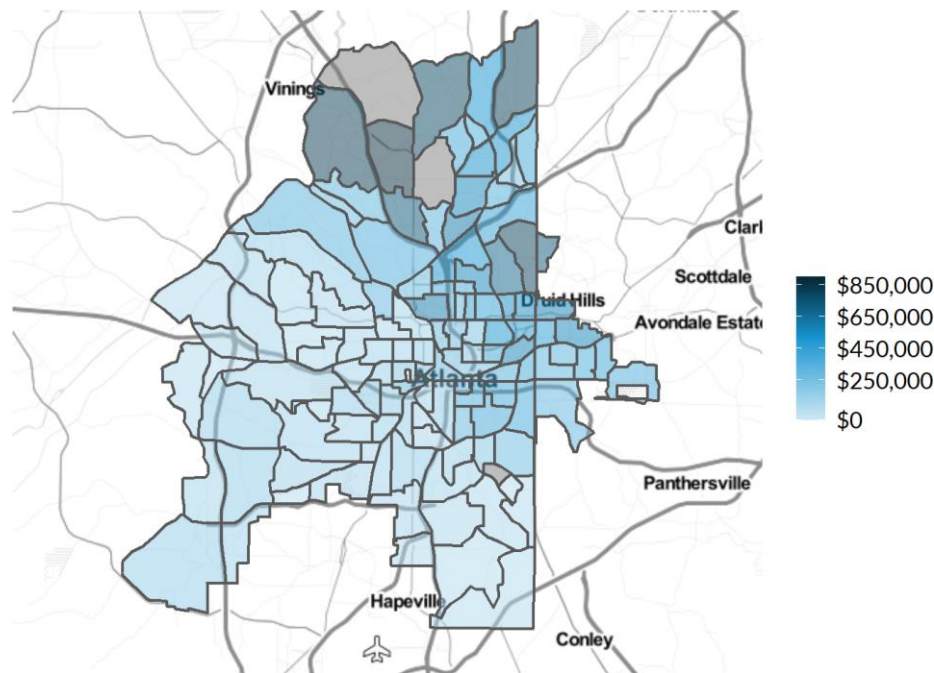 Vinings
Clarl
Scottdale
Druid Hills
Avondale Estate
Atlanta
Panthersville
Hapeville
Conley
$850,000
$650,000
$450,000
$250,000
$0